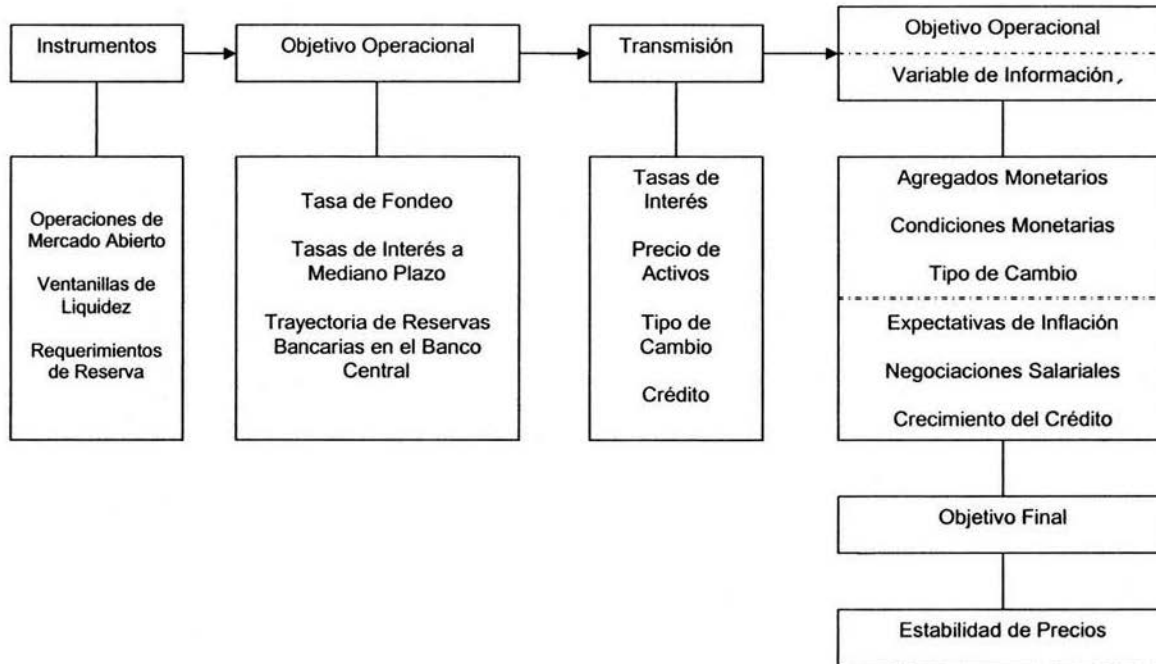 Instrumentos
Objetivo Operacional
Transmisión
Objetivo Operacional
Variable de Información
Operaciones de
Mercado Abierto
Ventanillas de
Liquidez
Requerimientos
de Reserva
Tasa de Fondeo
Tasas de Interés a
Mediano Plazo
Trayectoria de Reservas
Bancarias en el Banco
Central
Tasas de
Interés
Precio de
Activos
Tipo de
Cambio
Crédito
Agregados Monetarios
Condiciones Monetarias
Tipo de Cambio
Expectativas de Inflación
Negociaciones Salariales
Crecimiento del Crédito
Objetivo Final
Estabilidad de Precios